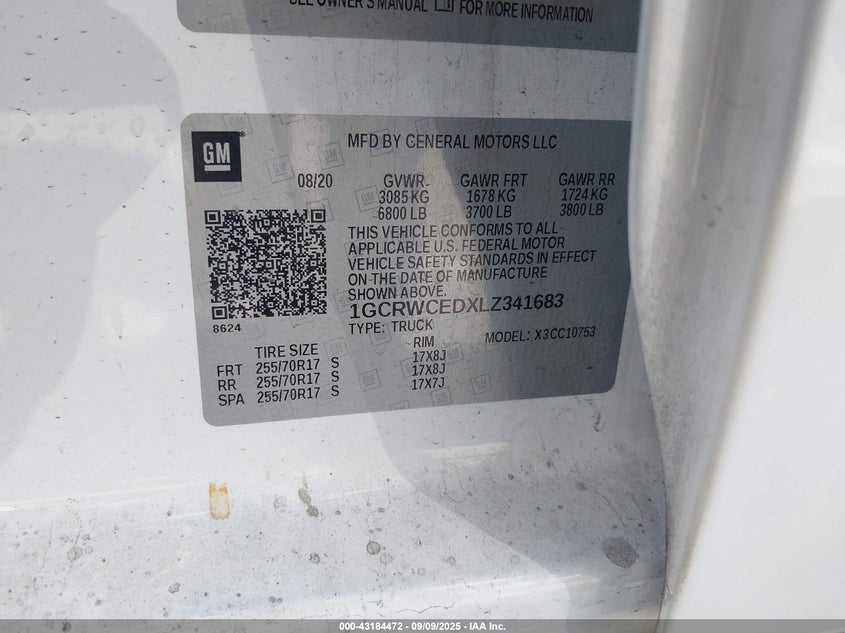 SEE OWNER'S MANUAL FOR MORE INFORMATION
GM
MFD BY GENERAL MOTORS LLC
08/20 GVWR GAWR FRT GAWR RR
3085 KG 1678 KG 1724 KG
6800 LB 3700 LB 3800 LB
THIS VEHICLE CONFORMS TO ALL
APPLICABLE U.S. FEDERAL MOTOR
VEHICLE SAFETY STANDARDS IN EFFECT
ON THE DATE OF MANUFACTURE
SHOWN ABOVE.
1GCRWCEDXLZ341683
8624
TYPE: TRUCK MODEL: X3CC10753
TIRE SIZE RIM
FRT 255/70R17 S 17X8J
RR 255/70R17 S 17X8J
SPA 255/70R17 S 17X7J
000-43184472 - 09/09/2025 - IAA Inc.